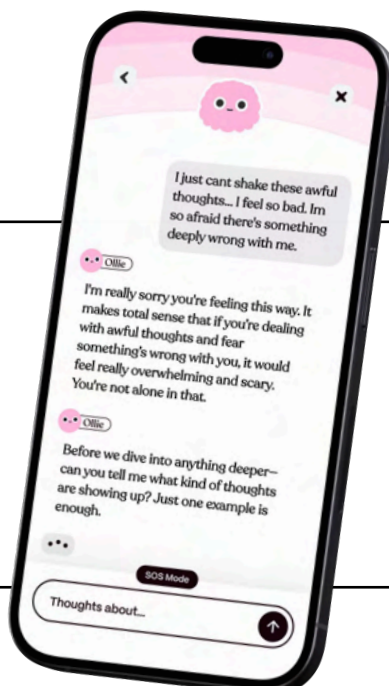 I just cant shake these awful
thoughts... I feel so bad. Im
so afraid there's something
deeply wrong with me.
Ollie
I'm really sorry you're feeling this way. It
makes total sense that if you're dealing
with awful thoughts and fear
something's wrong with you, it would
feel really overwhelming and scary.
You're not alone in that.
Ollie
Before we dive into anything deeper—
can you tell me what kind of thoughts
are showing up? Just one example is
enough.
SOS Mode
Thoughts about...